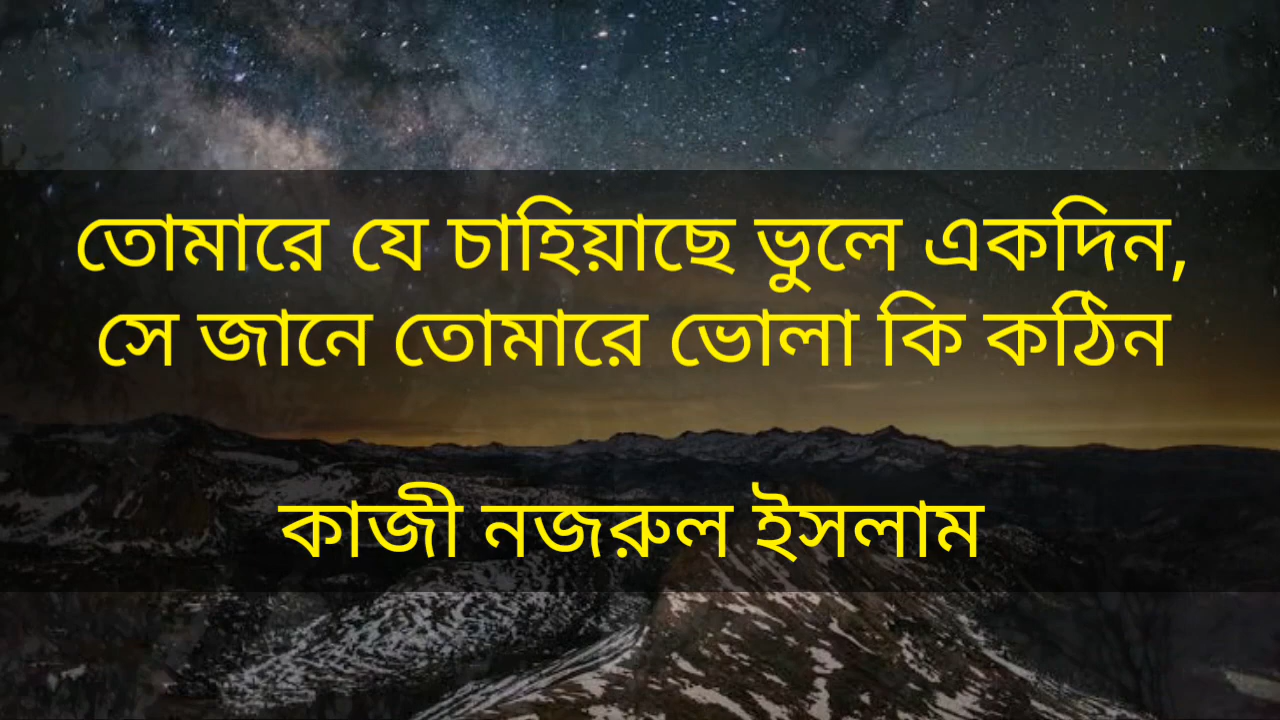 তোমারে যে চাহিয়াছে ভুলে একদিন,
সে জানে তোমারে ভোলা কি কঠিন
কাজী নজরুল ইসলাম